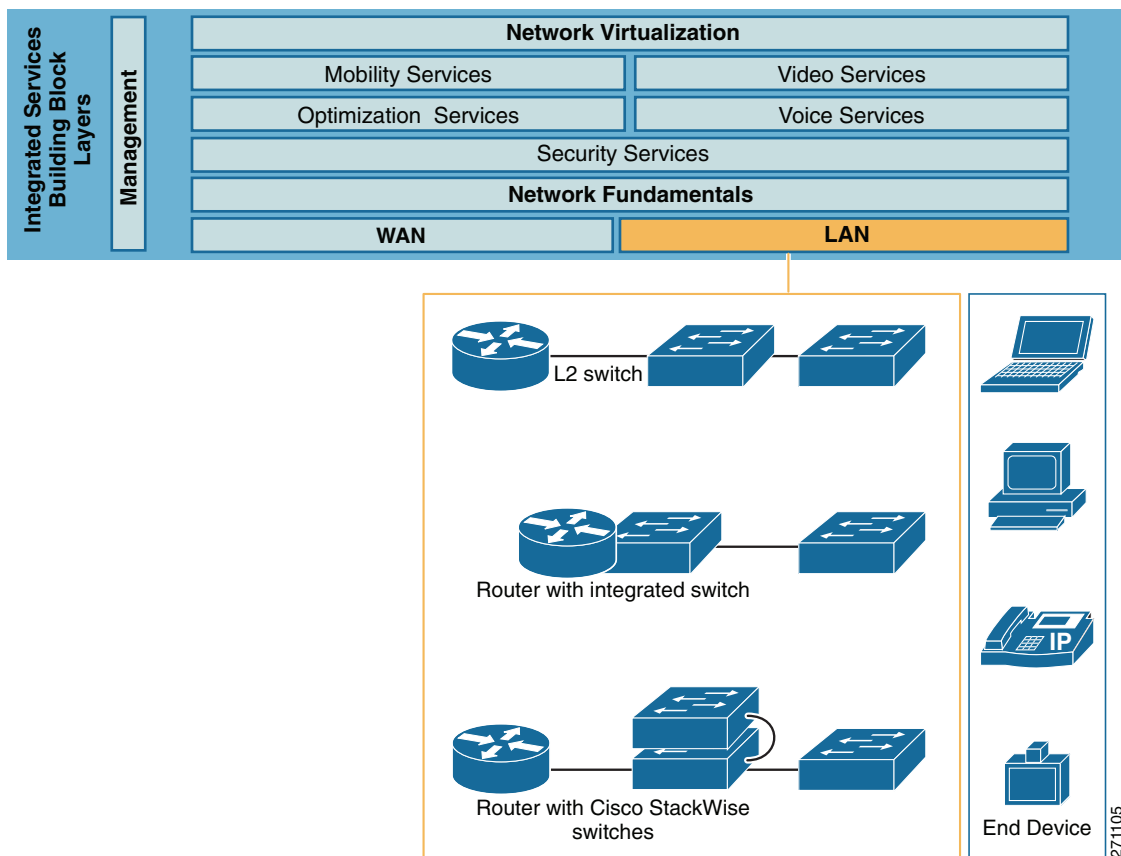 Integrated Services
Building Block
Layers
Management
Network Virtualization
Mobility Services
Video Services
Optimization Services
Voice Services
Security Services
Network Fundamentals
WAN
LAN
L2 switch
Router with integrated switch
IP
Router with Cisco StackWise
switches
End Device
271105